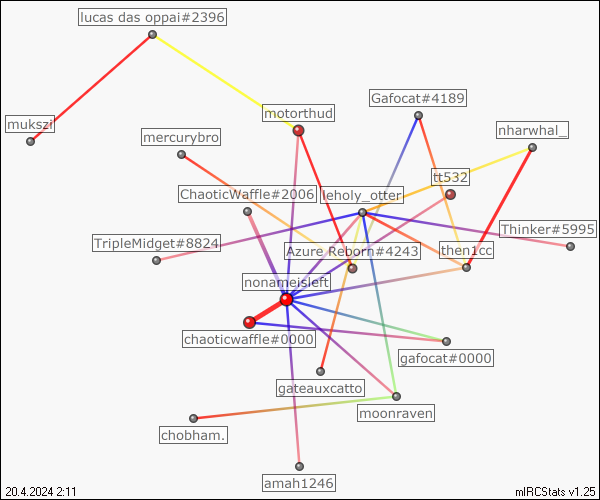 lucas das oppai#2396
Gafocat#4189
motorthud
mukszi
nharwhal_
mercurybro
tt532
ChaoticWaffle#2006
leholy_otter
Thinker#5995
TripleMidget#8824
Azure Reborn#4243
then1cc
nonameisleft
chaoticwaffle#0000
gafocat#0000
gateauxcatto
moonraven
chobham.
amah1246
20.4.2024 2:11
mIRCStats v1.25